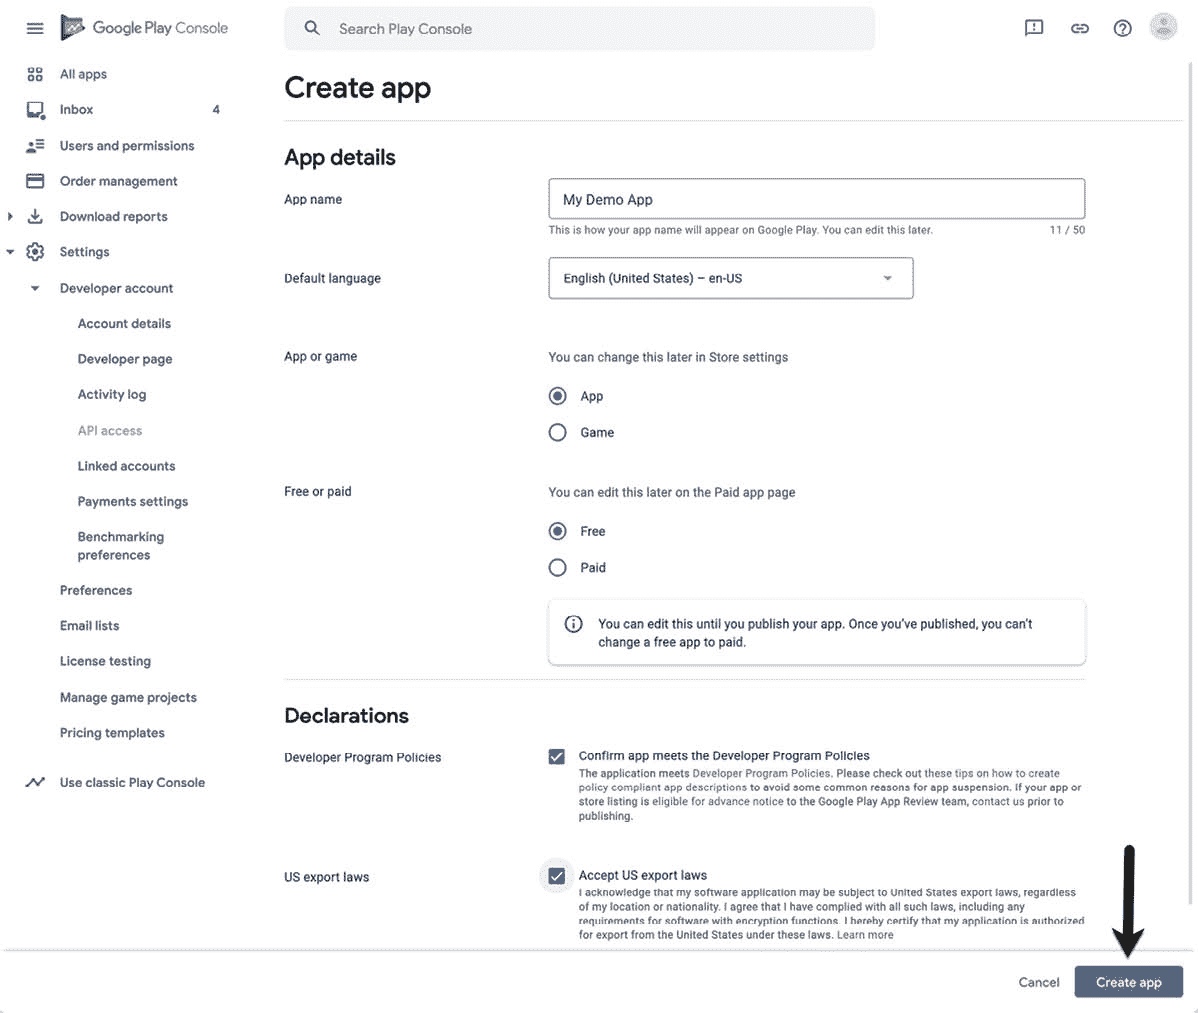 Google Play Console
Search Play Console
All apps
Inbox 4
Users and permissions
Order management
Download reports
Settings
Developer account
Account details
Developer page
Activity log
API access
Linked accounts
Payments settings
Benchmarking
preferences
Preferences
Email lists
License testing
Manage game projects
Pricing templates
Use classic Play Console
Create app
App details
App name
My Demo App
This is how your app name will appear on Google Play. You can edit this later. 11 / 50
Default language
English (United States) – en-US
App or game
You can change this later in Store settings
App
Game
Free or paid
You can edit this later on the Paid app page
Free
Paid
You can edit this until you publish your app. Once you’ve published, you can’t
change a free app to paid.
Declarations
Developer Program Policies
Confirm app meets the Developer Program Policies
The application meets Developer Program Policies. Please check out these tips on how to create
policy compliant app descriptions to avoid some common reasons for app suspension. If your app or
store listing is eligible for advance notice to the Google Play App Review team, contact us prior to
publishing.
US export laws
Accept US export laws
I acknowledge that my software application may be subject to United States export laws, regardless
of my location or nationality. I agree that I have complied with all such laws, including any
requirements for software with encryption functions. I hereby certify that my application is authorized
for export from the United States under these laws. Learn more
Cancel
Create app